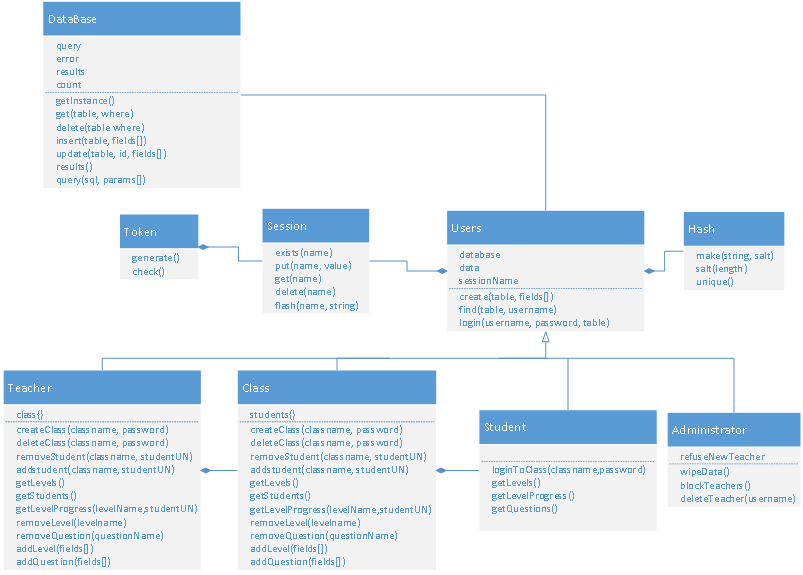 DataBase
query
error
results
count
getInstance()
get(table, where)
delete(table where)
insert(table, fields[])
update(table, id, fields[])
results()
query(sql, params[])
Token
generate()
check()
Session
exists(name)
put(name, value)
get(name)
delete(name)
flash(name, string)
Users
database
data
sessionName
create(table, fields[])
find(table, username)
login(username, password, table)
Hash
make(string, salt)
salt(length)
unique()
Teacher
class{}
createClass(classname, password)
deleteClass(classname, password)
removeStudent(classname, studentUN)
addstudent(classname, studentUN)
getLevels()
getStudents()
getLevelProgress(levelName,studentUN)
removeLevel(levelname)
removeQuestion(questionName)
addLevel(fields[])
addQuestion(fields[])
Class
students{}
createClass(classname, password)
deleteClass(classname, password)
removeStudent(classname, studentUN)
addstudent(classname, studentUN)
getLevels()
getStudents()
getLevelProgress(levelName,studentUN)
removeLevel(levelname)
removeQuestion(questionName)
addLevel(fields[])
addQuestion(fields[])
Student
loginToClass(classname,password)
getLevels()
getLevelProgress()
getQuestions()
Administrator
refuseNewTeacher
wipeData()
blockTeachers()
deleteTeacher(username)